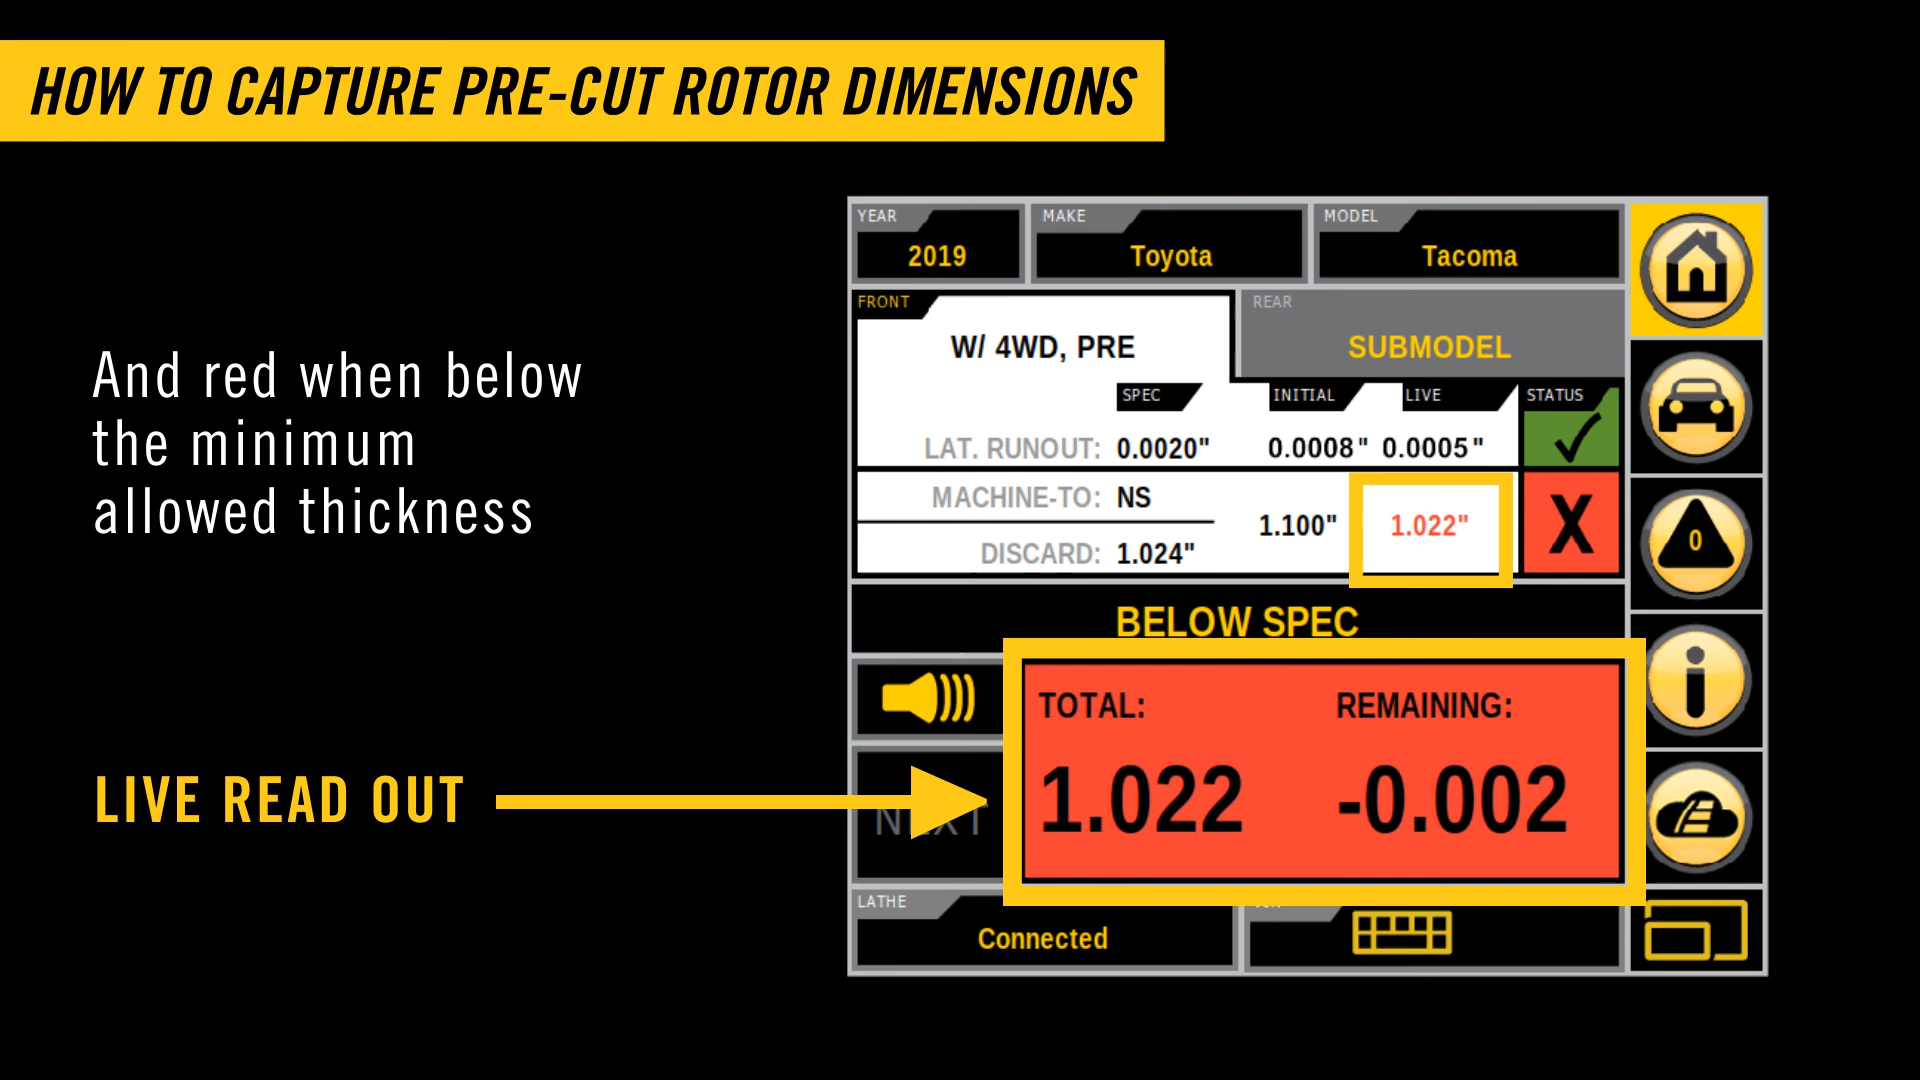 HOW TO CAPTURE PRE-CUT ROTOR DIMENSIONS
And red when below
the minimum
allowed thickness
LIVE READ OUT
YEAR
2019
MAKE
Toyota
MODEL
Tacoma
FRONT
W/ 4WD, PRE
REAR
SUBMODEL
SPEC INITIAL LIVE STATUS
LAT. RUNOUT: 0.0020" 0.0008" 0.0005"
MACHINE-TO: NS
1.100" 1.022" X
DISCARD: 1.024"
0
BELOW SPEC
TOTAL: REMAINING:
1.022 -0.002
NEXT
LATHE
Connected